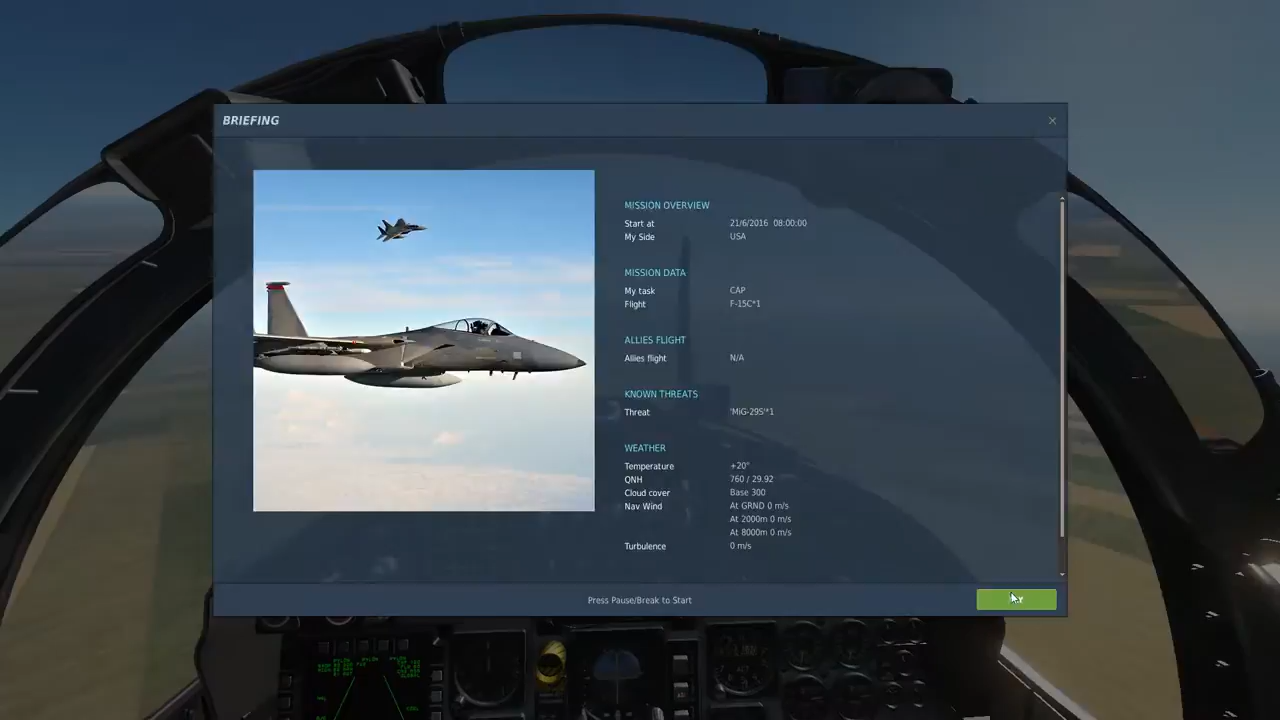 BRIEFING
MISSION OVERVIEW
Start at 21/6/2016 08:00:00
My Side USA
MISSION DATA
My task CAP
Flight F-15C*1
ALLIES FLIGHT
Allies flight N/A
KNOWN THREATS
Threat 'MiG-29S'*1
WEATHER
Temperature +20°
QNH 760 / 29.92
Cloud cover Base 300
Nav Wind At GRND 0 m/s
At 2000m 0 m/s
At 8000m 0 m/s
Turbulence 0 m/s
Press Pause/Break to Start